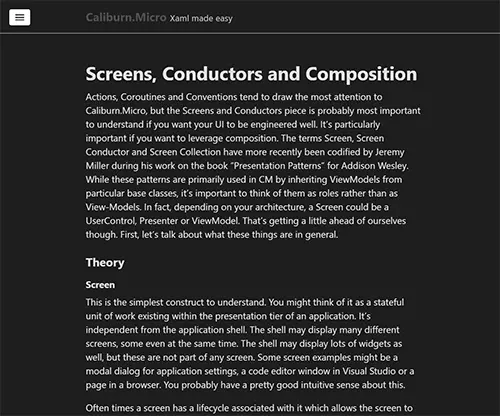 Caliburn.Micro Xaml made easy
Screens, Conductors and Composition
Actions, Coroutines and Conventions tend to draw the most attention to
Caliburn.Micro, but the Screens and Conductors piece is probably most important
to understand if you want your UI to be engineered well. It's particularly
important if you want to leverage composition. The terms Screen, Screen
Conductor and Screen Collection have more recently been codified by Jeremy
Miller during his work on the book “Presentation Patterns” for Addison Wesley.
While these patterns are primarily used in CM by inheriting ViewModels from
particular base classes, it's important to think of them as roles rather than as
View-Models. In fact, depending on your architecture, a Screen could be a
UserControl, Presenter or ViewModel. That's getting a little ahead of ourselves
though. First, let's talk about what these things are in general.
Theory
Screen
This is the simplest construct to understand. You might think of it as a stateful
unit of work existing within the presentation tier of an application. It's
independent from the application shell. The shell may display many different
screens, some even at the same time. The shell may display lots of widgets as
well, but these are not part of any screen. Some screen examples might be a
modal dialog for application settings, a code editor window in Visual Studio or a
page in a browser. You probably have a pretty good intuitive sense about this.
Often times a screen has a lifecycle associated with it which allows the screen to